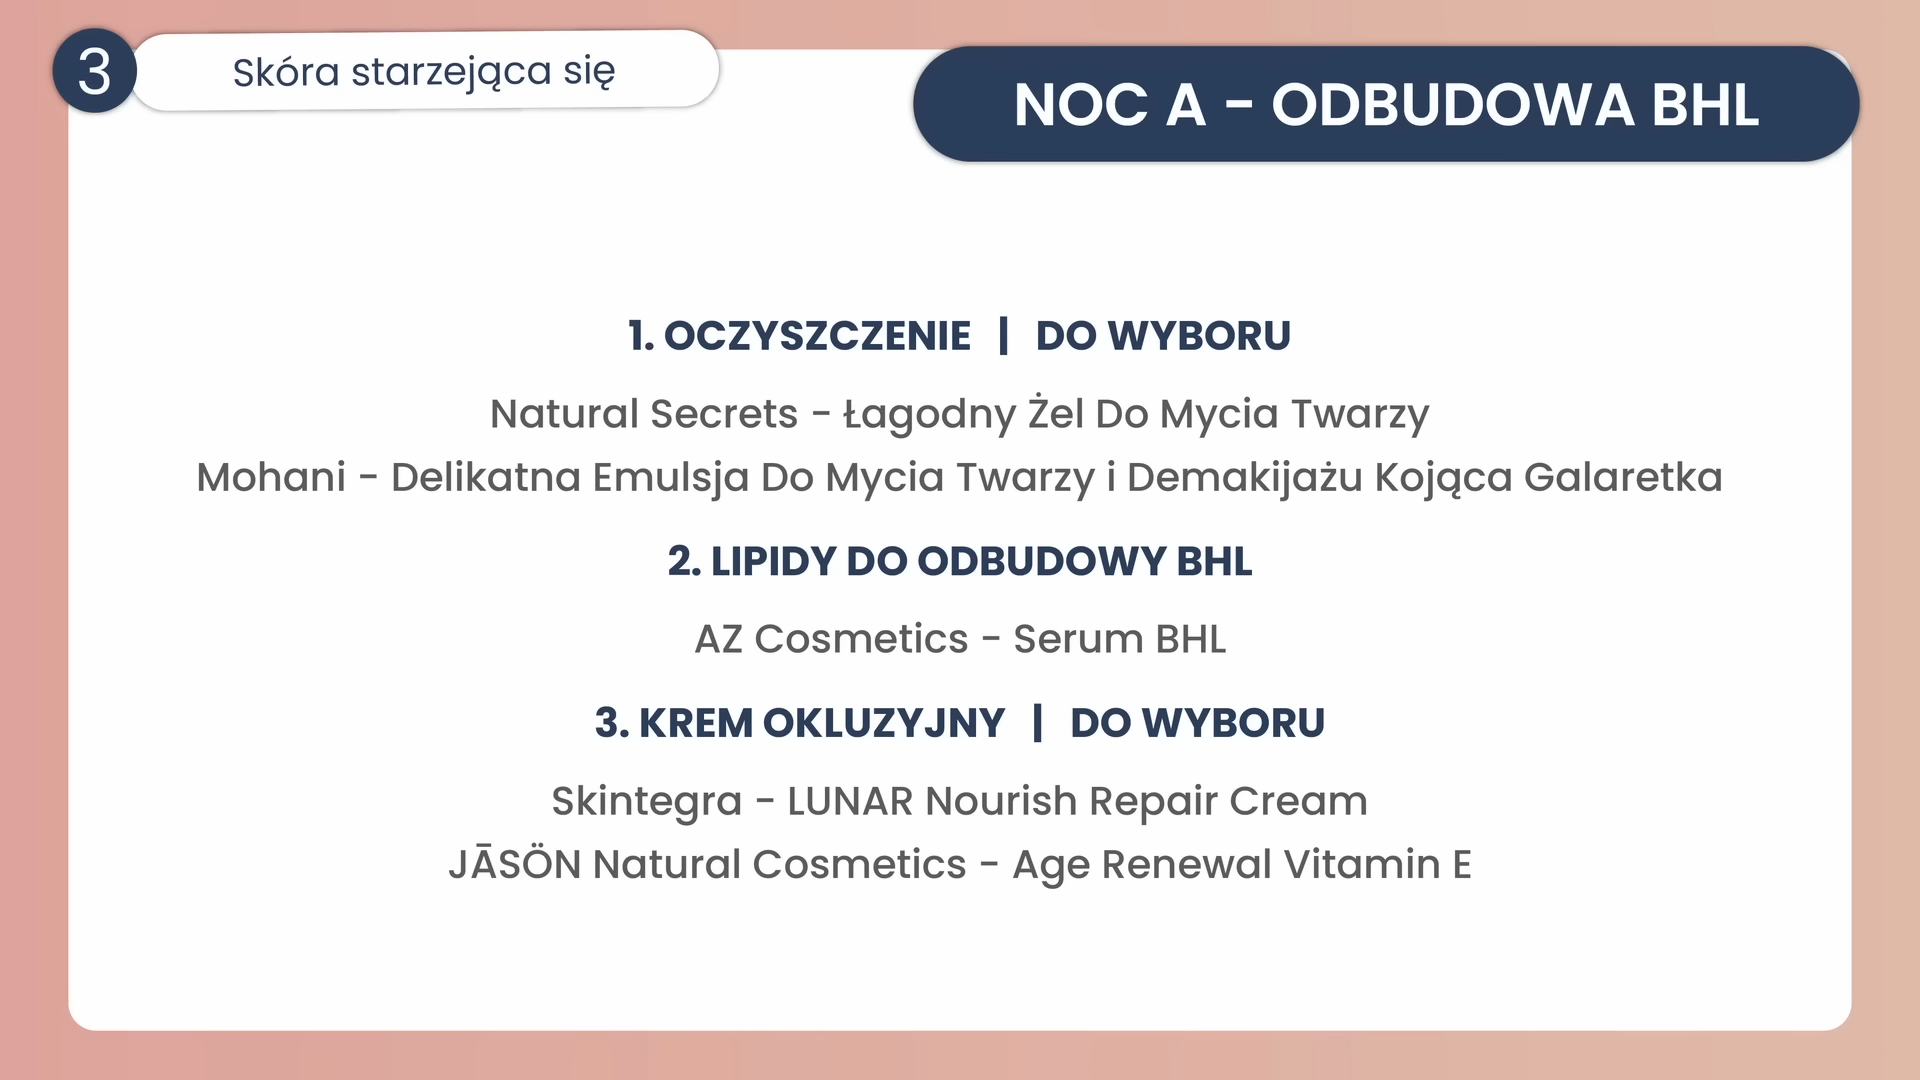 3
Skóra starzejąca się
NOC A - ODBUDOWA BHL
1. OCZYSZCZENIE | DO WYBORU
Natural Secrets - Łagodny Żel Do Mycia Twarzy
Mohani - Delikatna Emulsja Do Mycia Twarzy i Demakijażu Kojąca Galaretka
2. LIPIDY DO ODBUDOWY BHL
AZ Cosmetics - Serum BHL
3. KREM OKLUZYJNY | DO WYBORU
Skintegra - LUNAR Nourish Repair Cream
JĀSÖN Natural Cosmetics - Age Renewal Vitamin E